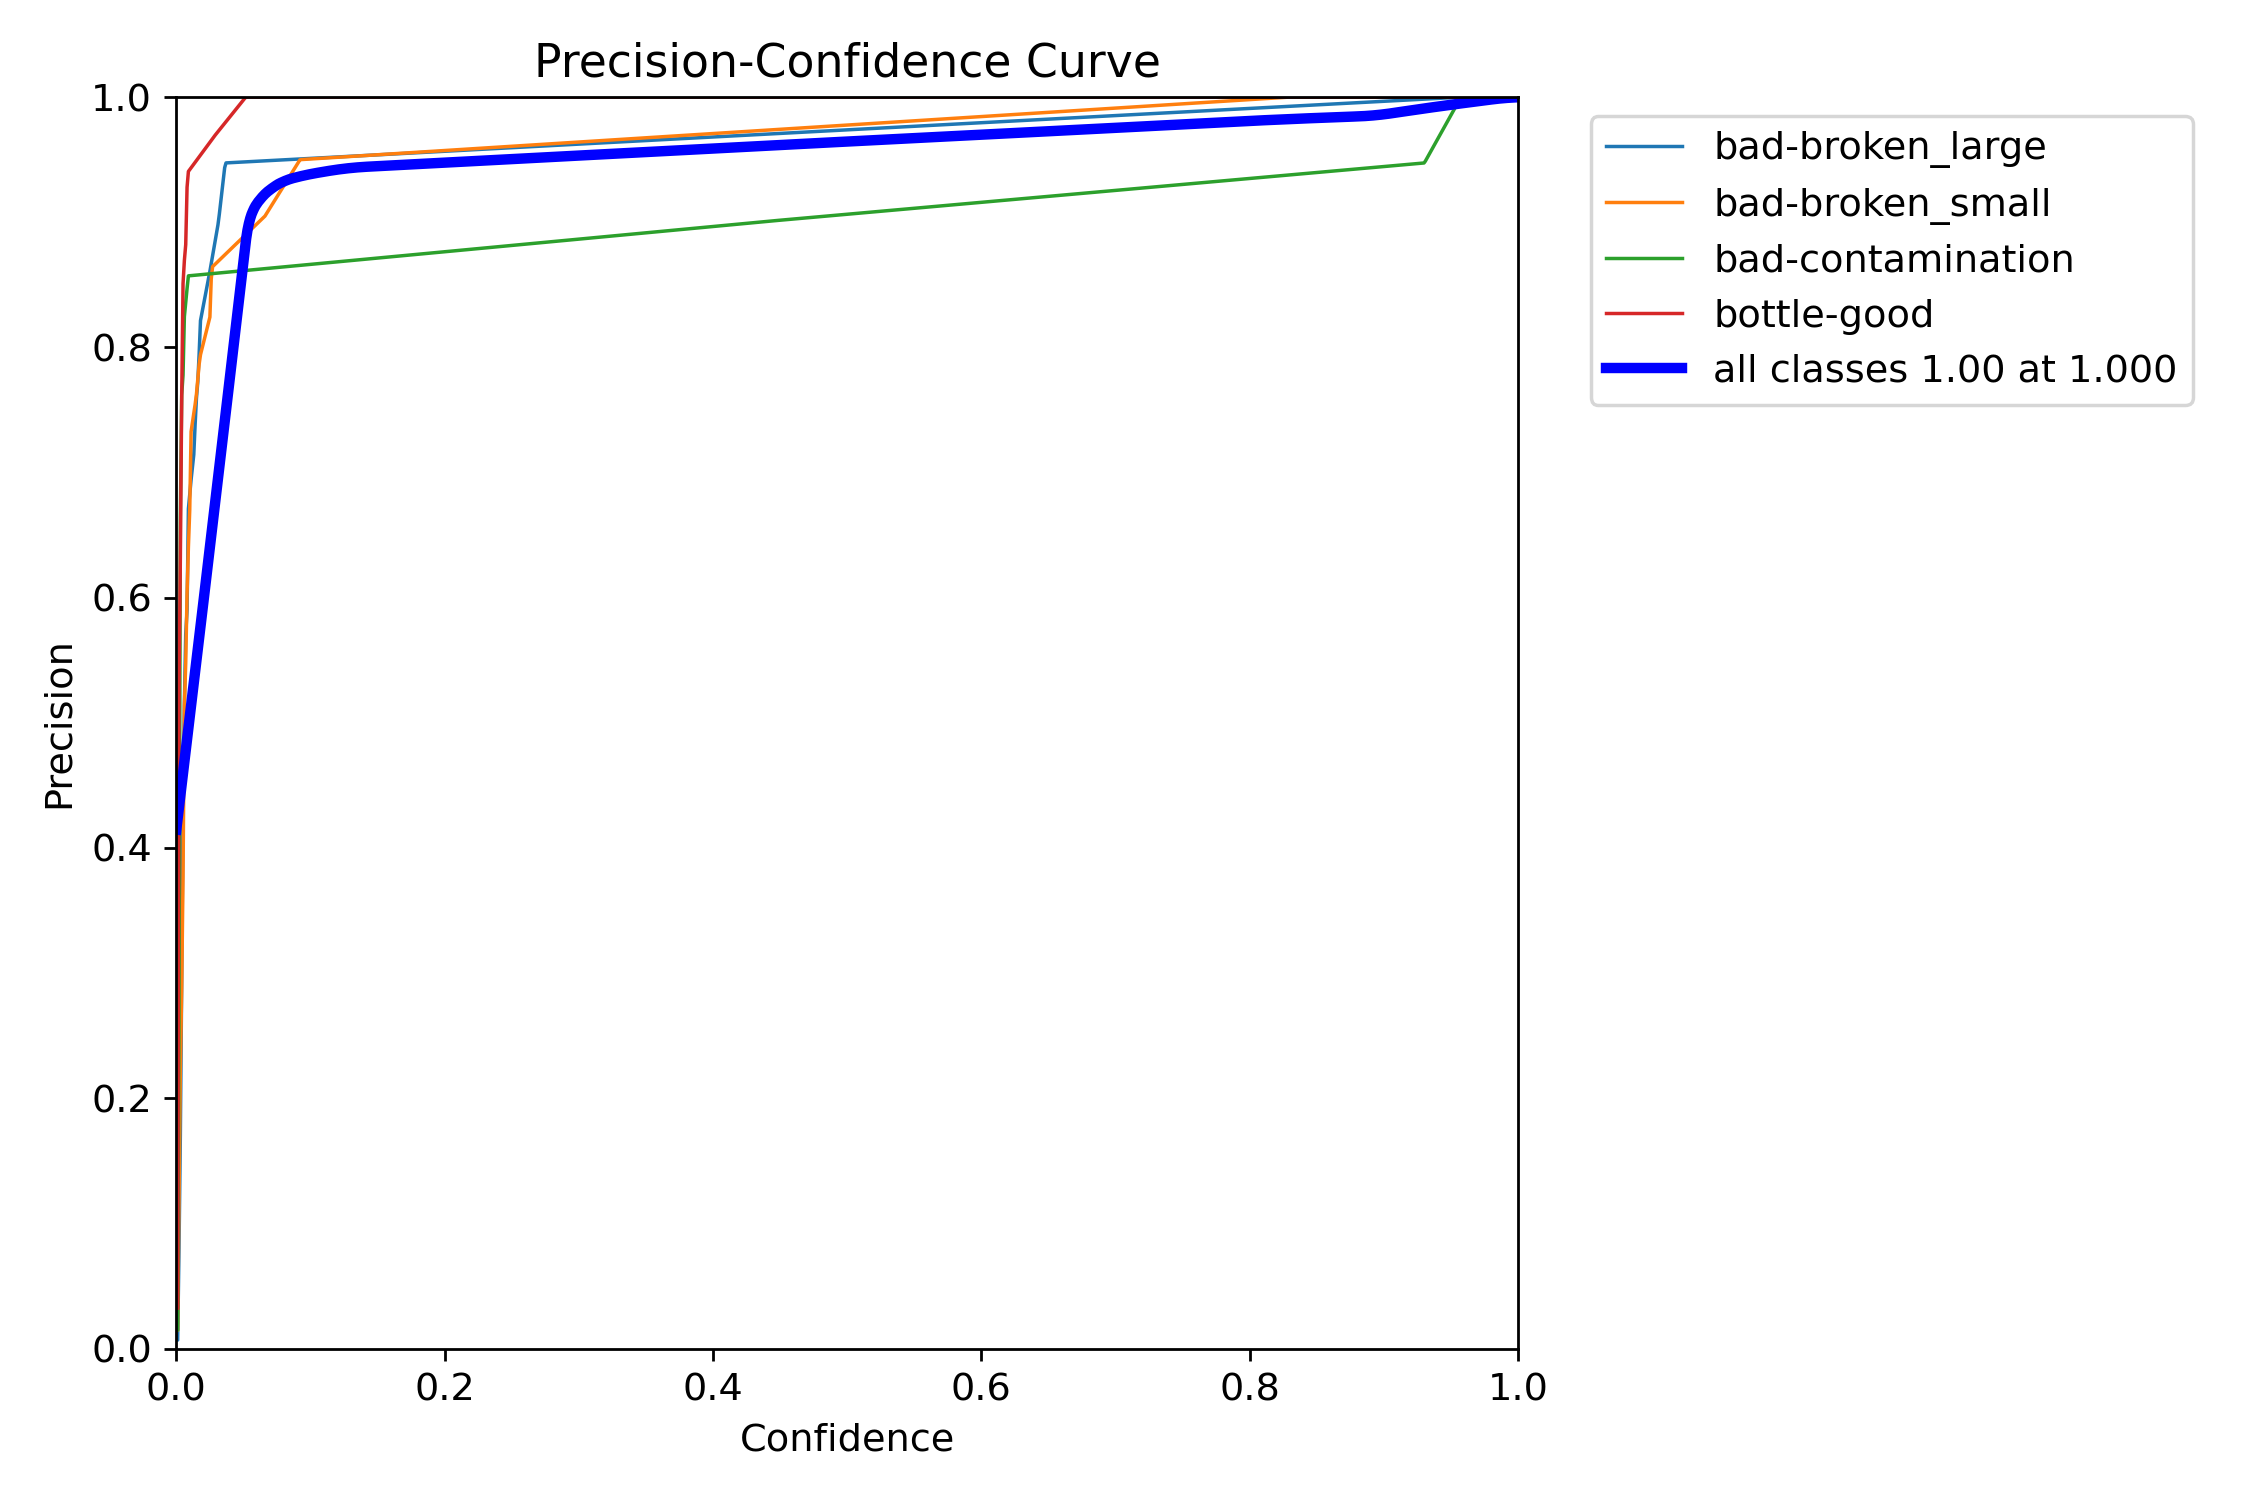 Precision-Confidence Curve
1.0
0.8
0.6
0.4
0.2
0.0
Precision
0.0 0.2 0.4 0.6 0.8 1.0
Confidence
bad-broken_large
bad-broken_small
bad-contamination
bottle-good
all classes 1.00 at 1.000